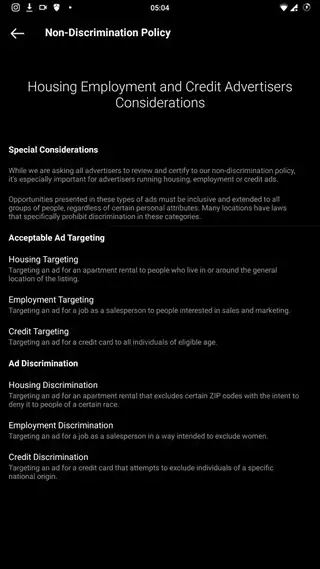 05:04
Non-Discrimination Policy
Housing Employment and Credit Advertisers
Considerations
Special Considerations
While we are asking all advertisers to review and certify to our non-discrimination policy,
it's especially important for advertisers running housing, employment or credit ads.
Opportunities presented in these types of ads must be inclusive and extended to all
groups of people, regardless of certain personal attributes. Many locations have laws
that specifically prohibit discrimination in these categories.
Acceptable Ad Targeting
Housing Targeting
Targeting an ad for an apartment rental to people who live in or around the general
location of the listing.
Employment Targeting
Targeting an ad for a job as a salesperson to people interested in sales and marketing.
Credit Targeting
Targeting an ad for a credit card to all individuals of eligible age.
Ad Discrimination
Housing Discrimination
Targeting an ad for an apartment rental that excludes certain ZIP codes with the intent to
deny it to people of a certain race.
Employment Discrimination
Targeting an ad for a job as a salesperson in a way intended to exclude women.
Credit Discrimination
Targeting an ad for a credit card that attempts to exclude individuals of a specific
national origin.